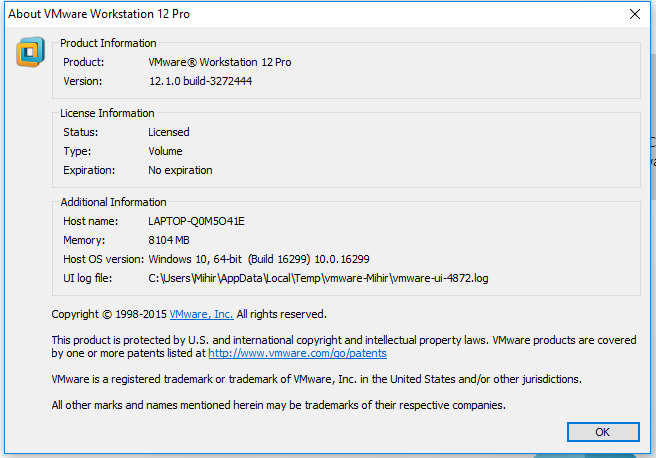 About VMware Workstation 12 Pro
Product Information
Product: VMware® Workstation 12 Pro
Version: 12.1.0 build-3272444
License Information
Status: Licensed
Type: Volume
Expiration: No expiration
Additional Information
Host name: LAPTOP-Q0M5O41E
Memory: 8104 MB
Host OS version: Windows 10, 64-bit (Build 16299) 10.0.16299
UI log file: C:\Users\Mihir\AppData\Local\Temp\vmware-Mihir\vmware-ui-4872.log
Copyright © 1998-2015 VMware, Inc. All rights reserved.
This product is protected by U.S. and international copyright and intellectual property laws. VMware products are covered
by one or more patents listed at http://www.vmware.com/go/patents
VMware is a registered trademark or trademark of VMware, Inc. in the United States and/or other jurisdictions.
All other marks and names mentioned herein may be trademarks of their respective companies.
OK